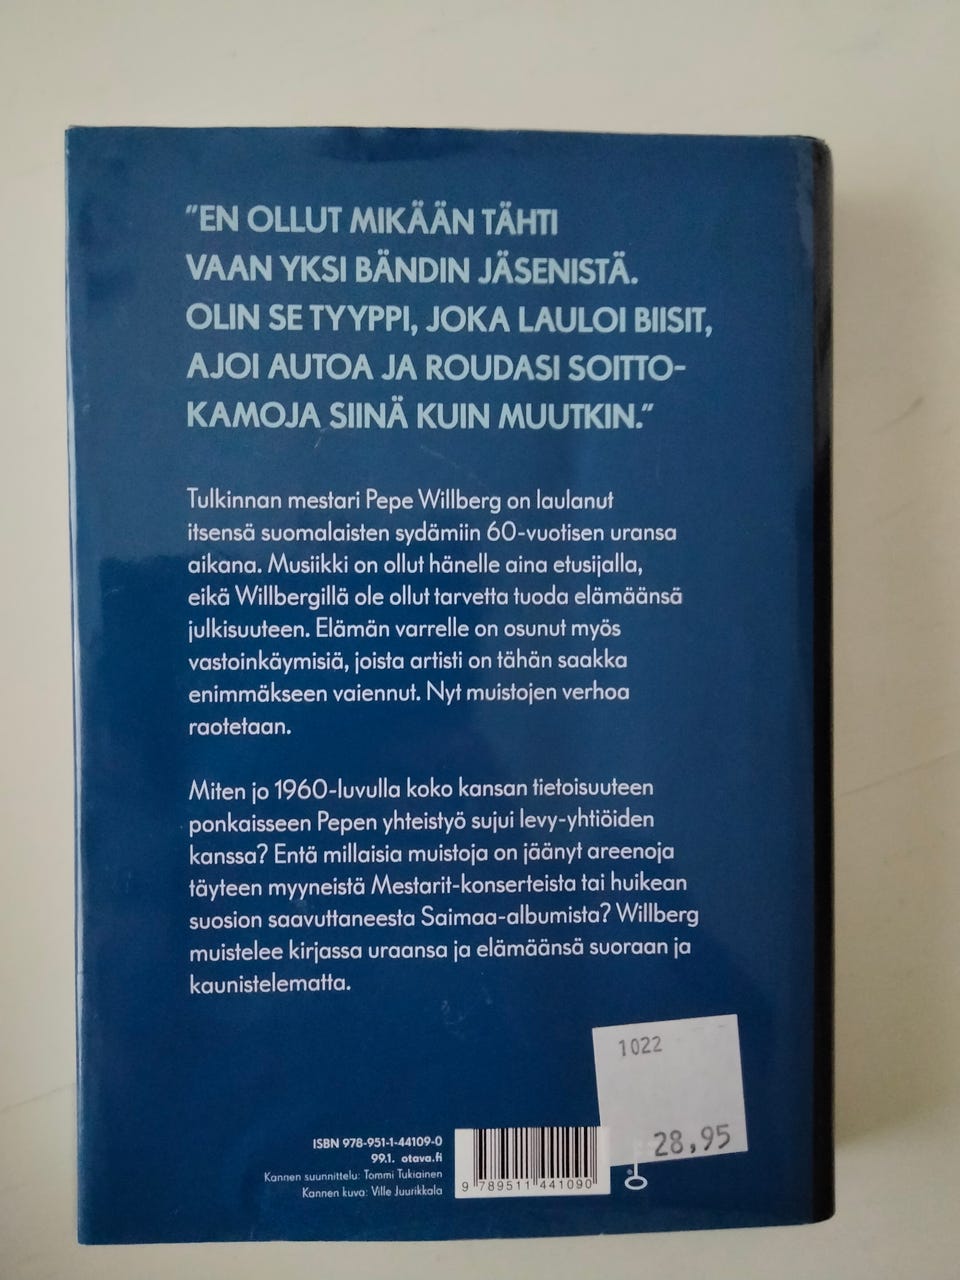 "EN OLLUT MIKÄÄN TÄHTI
VAAN YKSI BÄNDIN JÄSENISTÄ.
OLIN SE TYYPPI, JOKA LAULOI BIISIT,
AJOI AUTOA JA ROUDASI SOITTO-
KAMOJA SIINÄ KUIN MUUTKIN."
Tulkinnan mestari Pepe Willberg on laulanut
itsensä suomalaisten sydämiin 60-vuotisen uransa
aikana. Musiikki on ollut hänelle aina etusijalla,
eikä Willbergillä ole ollut tarvetta tuoda elämäänsä
julkisuuteen. Elämän varrelle on osunut myös
vastoinkäymisiä, joista artisti on tähän saakka
enimmäkseen vaiennut. Nyt muistojen verhoa
raotetaan.
Miten jo 1960-luvulla koko kansan tietoisuuteen
ponkaisseen Pepen yhteistyö sujui levy-yhtiöiden
kanssa? Entä millaisia muistoja on jäänyt areenoja
täyteen myyneistä Mestarit-konserteista tai huikean
suosion saavuttaneesta Saimaa-albumista? Willberg
muistelee kirjassa uraansa ja elämäänsä suoraan ja
kaunistelematta.
1022
28,95
ISBN 978-951-1-44109-0
99.1. otava.fi
Kannen suunnittelu: Tommi Tukiainen
Kannen kuva: Ville Juurikkala
9 789511 441090